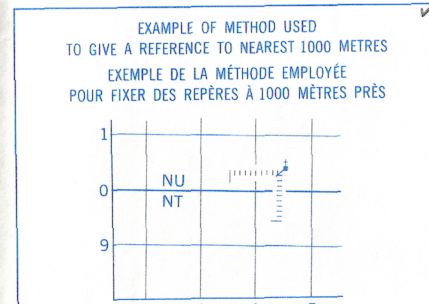 EXAMPLE OF METHOD USED
TO GIVE A REFERENCE TO NEAREST 1000 METRES
EXEMPLE DE LA MÉTHODE EMPLOYÉE
POUR FIXER DES REPÈRES À 1000 MÈTRES PRÈS
1
NU
0
NT
9